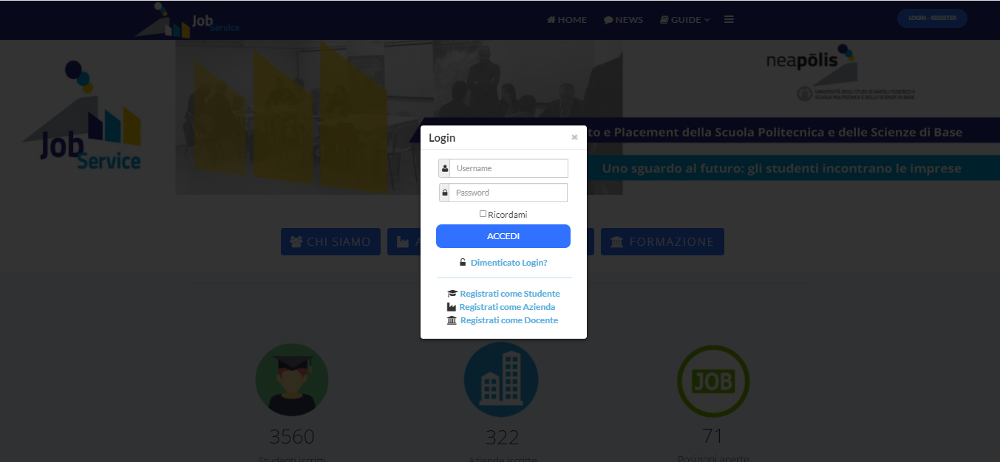 Job
Service
HOME
NEWS
GUIDE
LOGIN - REGISTER
neapōlis
UNIVERSITÀ DEGLI STUDI DI NAPOLI FEDERICO II
SCUOLA POLITECNICA E DELLE SCIENZE DI BASE
Job
Service
to e Placement della Scuola Politecnica e delle Scienze di Base
Uno sguardo al futuro: gli studenti incontrano le imprese
Login
×
Username
Password
Ricordami
ACCEDI
Dimenticato Login?
Registrati come Studente
Registrati come Azienda
Registrati come Docente
CHI SIAMO
A
FORMAZIONE
JOB
3560
322
71
Studenti iscritti
Aziende iscritte
Posizioni aperte